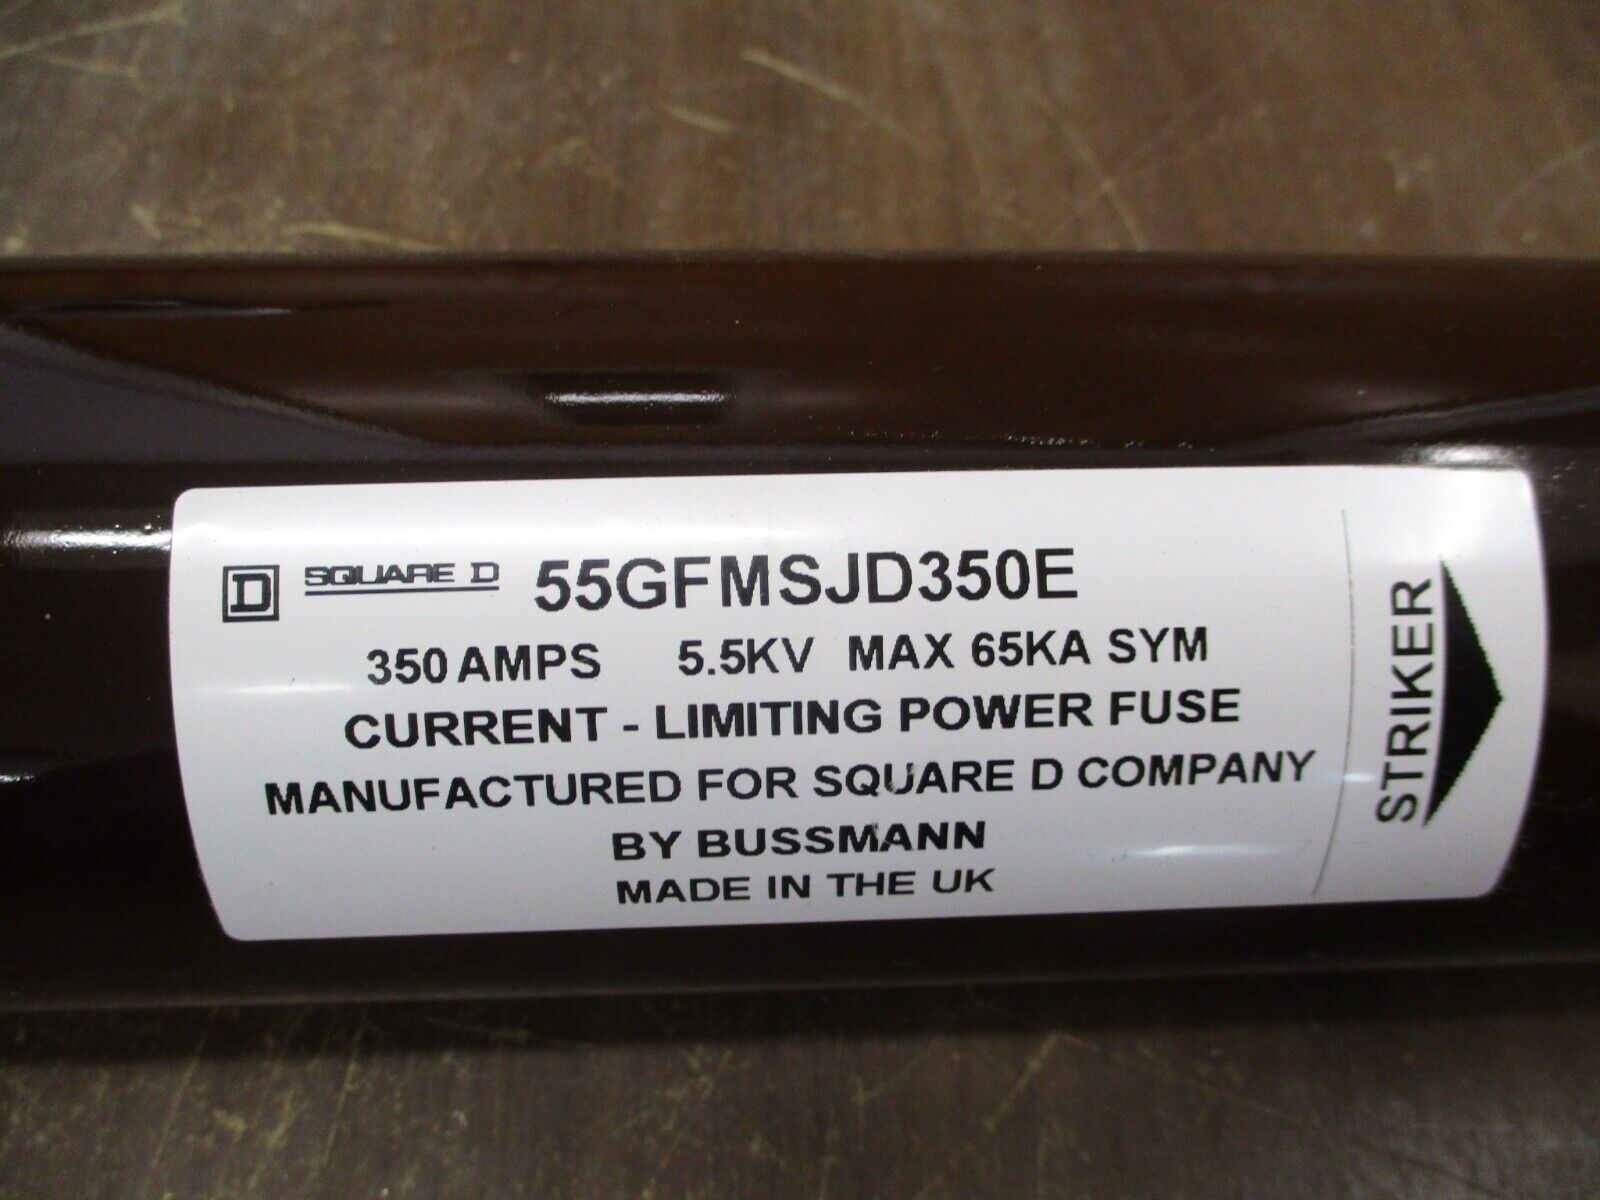 D SQUARE D 55GFMSJD350E
350 AMPS 5.5KV MAX 65KA SYM
CURRENT - LIMITING POWER FUSE
MANUFACTURED FOR SQUARE D COMPANY
BY BUSSMANN
MADE IN THE UK
STRIKER